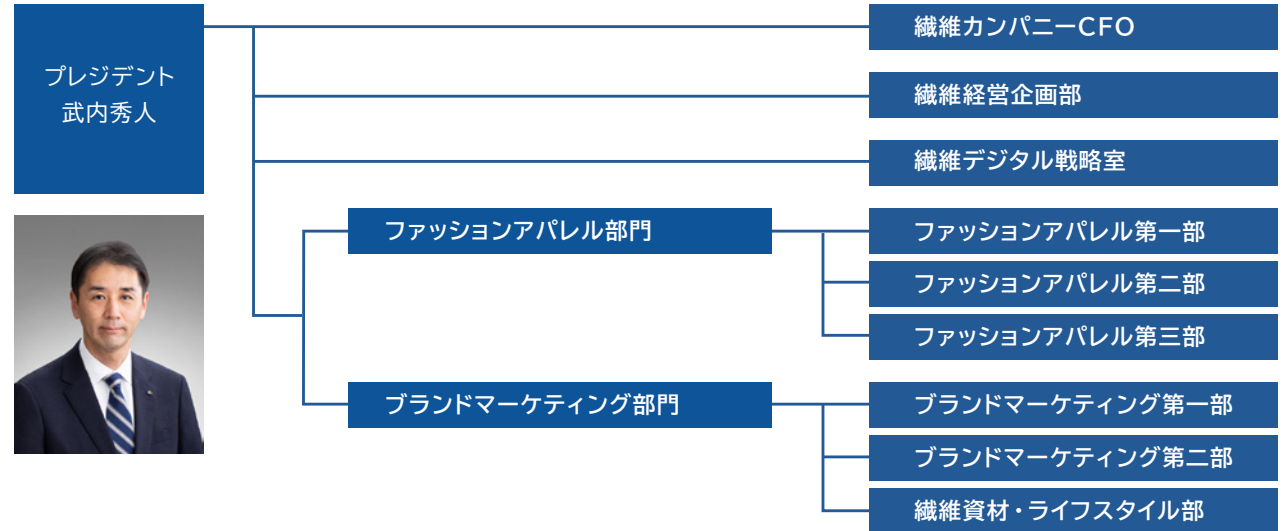 プレジデント
武内秀人
繊維カンパニーCFO
繊維経営企画部
繊維デジタル戦略室
ファッションアパレル部門
ファッションアパレル第一部
ファッションアパレル第二部
ファッションアパレル第三部
ブランドマーケティング部門
ブランドマーケティング第一部
ブランドマーケティング第二部
繊維資材・ライフスタイル部